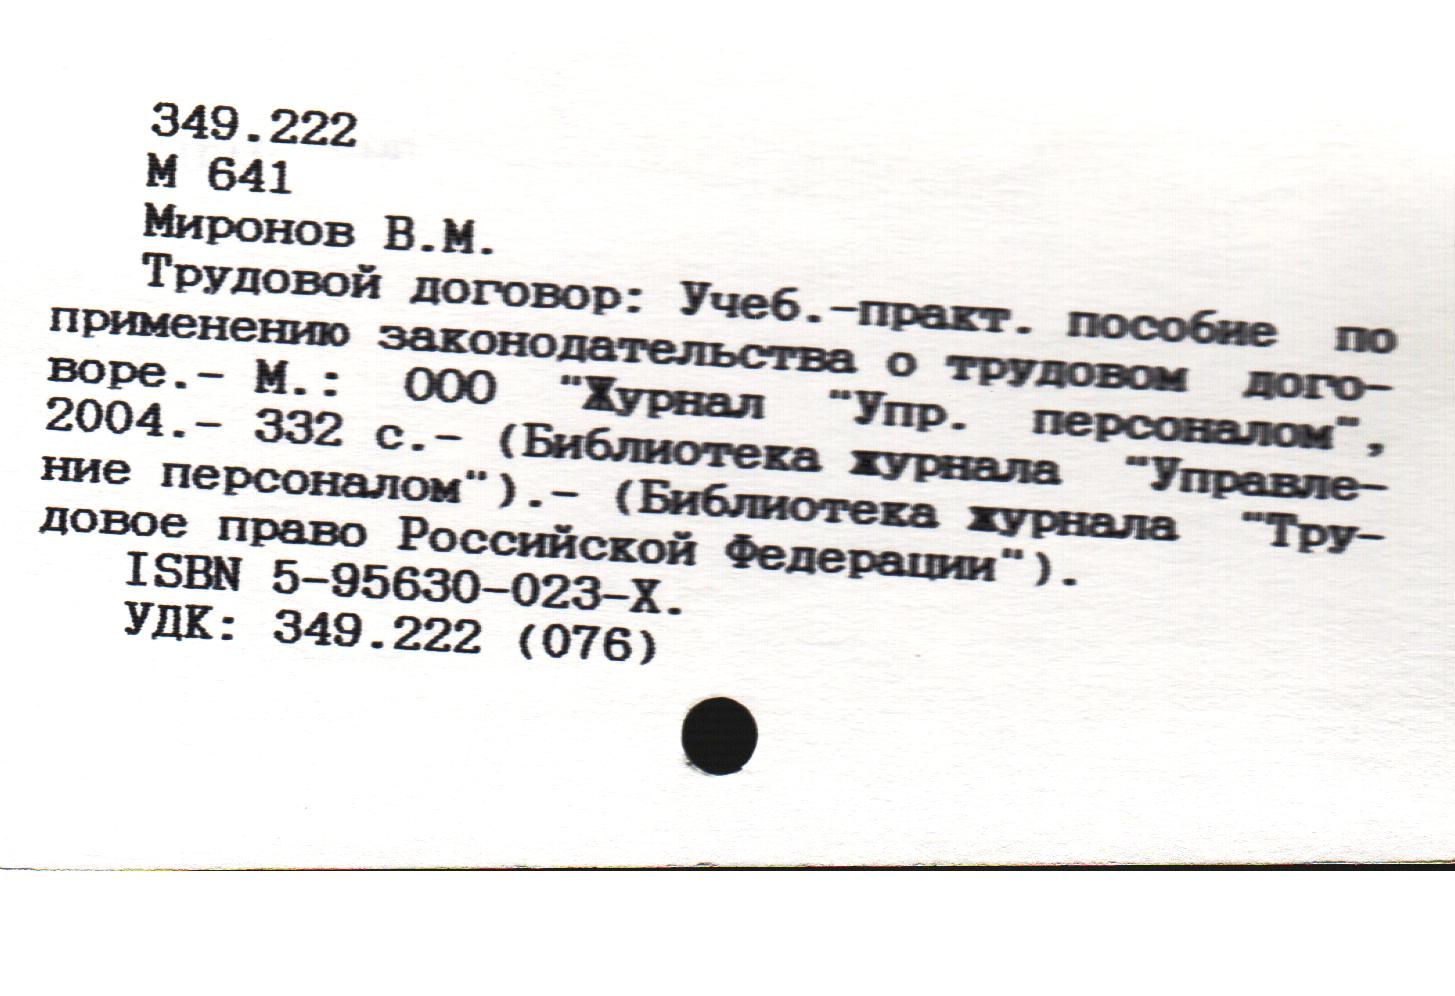 349.222
М 641
Миронов В.М.
Трудовой договор: Учеб.-практ. пособие по
применению законодательства о трудовом дого-
воре.- М.: ООО "Журнал "Упр. персоналом",
2004.- 332 с.- (Библиотека журнала "Управле-
ние персоналом").- (Библиотека журнала "Тру-
довое право Российской Федерации").
ISBN 5-95630-023-X.
УДК: 349.222 (076)